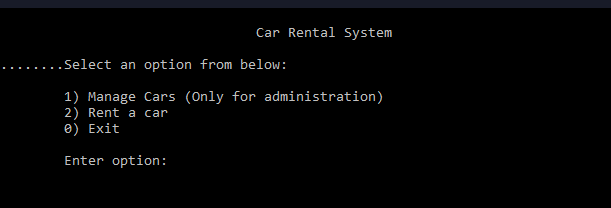 Car Rental System
........Select an option from below:
1) Manage Cars (Only for administration)
2) Rent a car
0) Exit
Enter option: